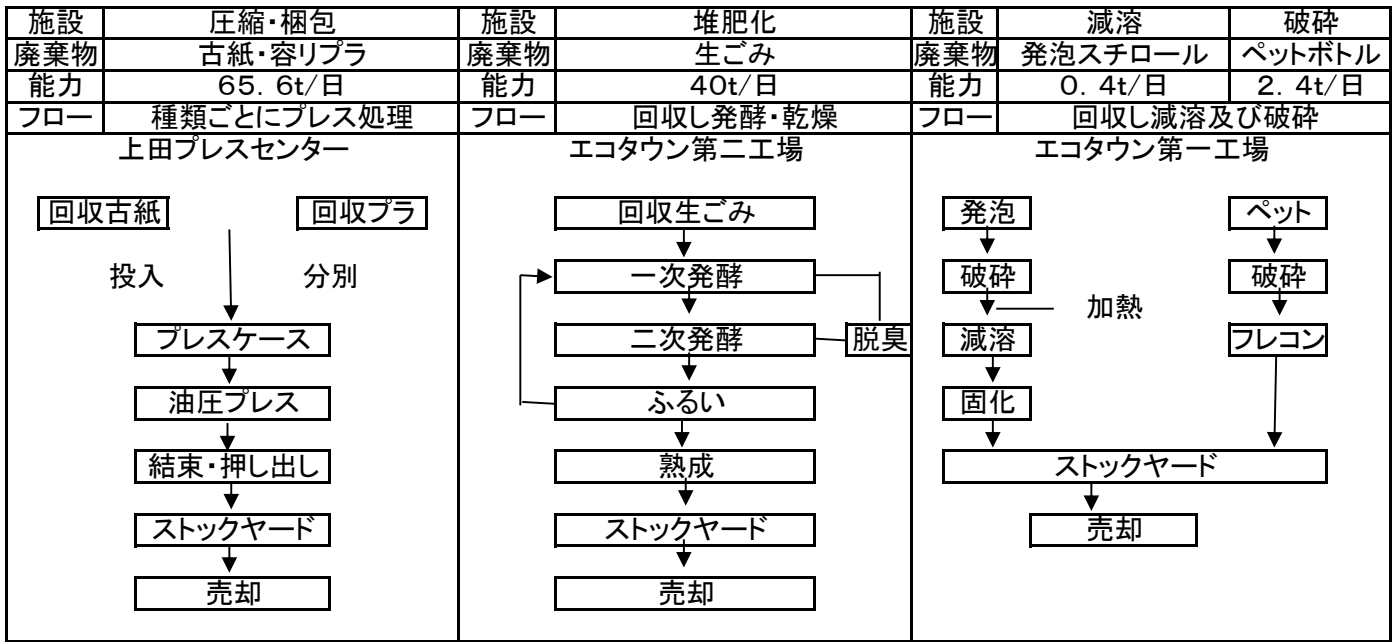 施設 圧縮・梱包 施設 堆肥化 施設 減溶 破砕
廃棄物 古紙・容リプラ 廃棄物 生ごみ 廃棄物 発泡スチロール ペットボトル
能力 65．6t/日 能力 40t/日 能力 0．4t/日 2．4t/日
フロー 種類ごとにプレス処理 フロー 回収し発酵・乾燥 フロー 回収し減溶及び破砕
上田プレスセンター
回収古紙 回収プラ
投入 分別
プレスケース
油圧プレス
結束・押し出し
ストックヤード
売却
エコタウン第二工場
回収生ごみ
一次発酵
二次発酵 脱臭
ふるい
熟成
ストックヤード
売却
エコタウン第一工場
発泡 ペット
破砕 破砕
加熱
減溶 フレコン
固化
ストックヤード
売却